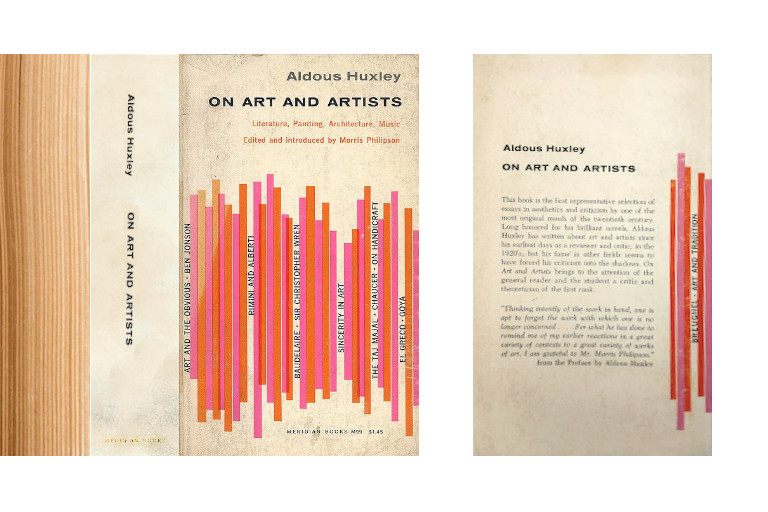 Aldous Huxley
ON ART AND ARTISTS
MERIDIAN BOOKS
Aldous Huxley
ON ART AND ARTISTS
Literature, Painting, Architecture, Music
Edited and introduced by Morris Philipson
ART AND THE OBVIOUS · BEN JONSON
RIMINI AND ALBERTI
BAUDELAIRE · SIR CHRISTOPHER WREN
SINCERITY IN ART
THE TAJ MAJAL · CHAUCER · ON HANDICRAFT
EL GRECO · GOYA
MERIDIAN BOOKS M99 $1.45
Aldous Huxley
ON ART AND ARTISTS
This book is the first representative selection of
essays in aesthetics and criticism by one of the
most original minds of the twentieth century.
Long honored for his brilliant novels, Aldous
Huxley has written about art and artists since
his earliest days as a reviewer and critic, in the
1920's, but his fame in other fields seems to
have forced his criticism into the shadows. On
Art and Artists brings to the attention of the
general reader and the student a critic and
theoretician of the first rank.
"Thinking intently of the work in hand, one is
apt to forget the work with which one is no
longer concerned . . . . For what he has done to
remind me of my earlier reactions in a great
variety of contexts to a great variety of works
of art, I am grateful to Mr. Morris Philipson."
from the Preface by Aldous Huxley
BREUGHEL · ART AND TRADITION